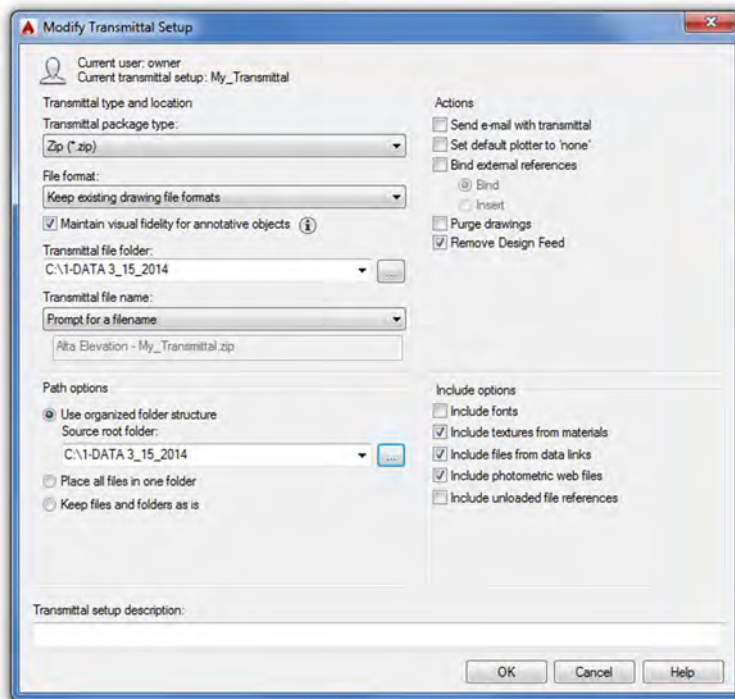 Modify Transmittal Setup
Current user: owner
Current transmittal setup: My_Transmittal
Transmittal type and location
Transmittal package type:
Zip (*.zip)
File format:
Keep existing drawing file formats
Maintain visual fidelity for annotative objects
Transmittal file folder:
C:\1-DATA 3_15_2014
...
Transmittal file name:
Prompt for a filename
Alta Elevation - My_Transmittal.zip
Actions
Send e-mail with transmittal
Set default plotter to 'none'
Bind external references
Bind
Insert
Purge drawings
Remove Design Feed
Path options
Use organized folder structure
Source root folder:
C:\1-DATA 3_15_2014
...
Place all files in one folder
Keep files and folders as is
Include options
Include fonts
Include textures from materials
Include files from data links
Include photometric web files
Include unloaded file references
Transmittal setup description:
OK
Cancel
Help